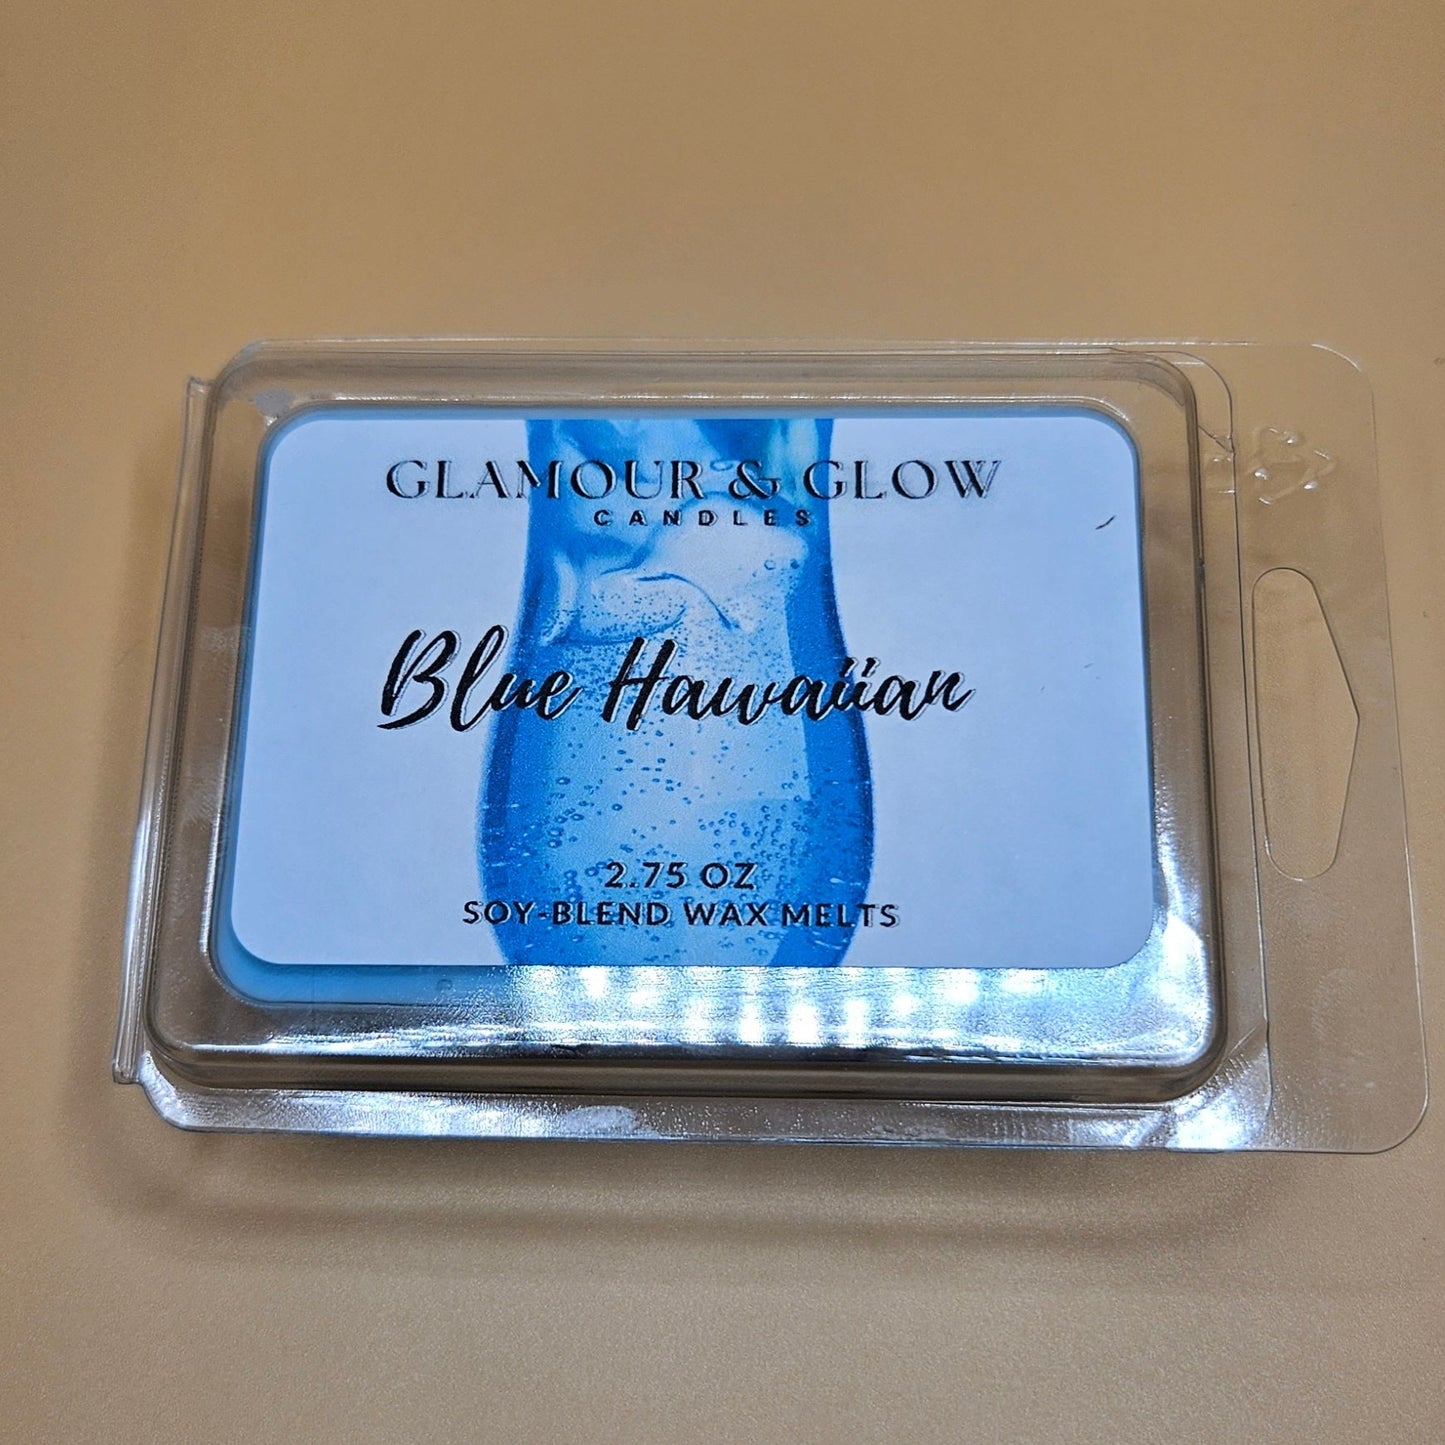 GLAMOUR & GLOW
CANDLES
Blue Hawaiian
2.75 OZ
SOY-BLEND WAX MELTS